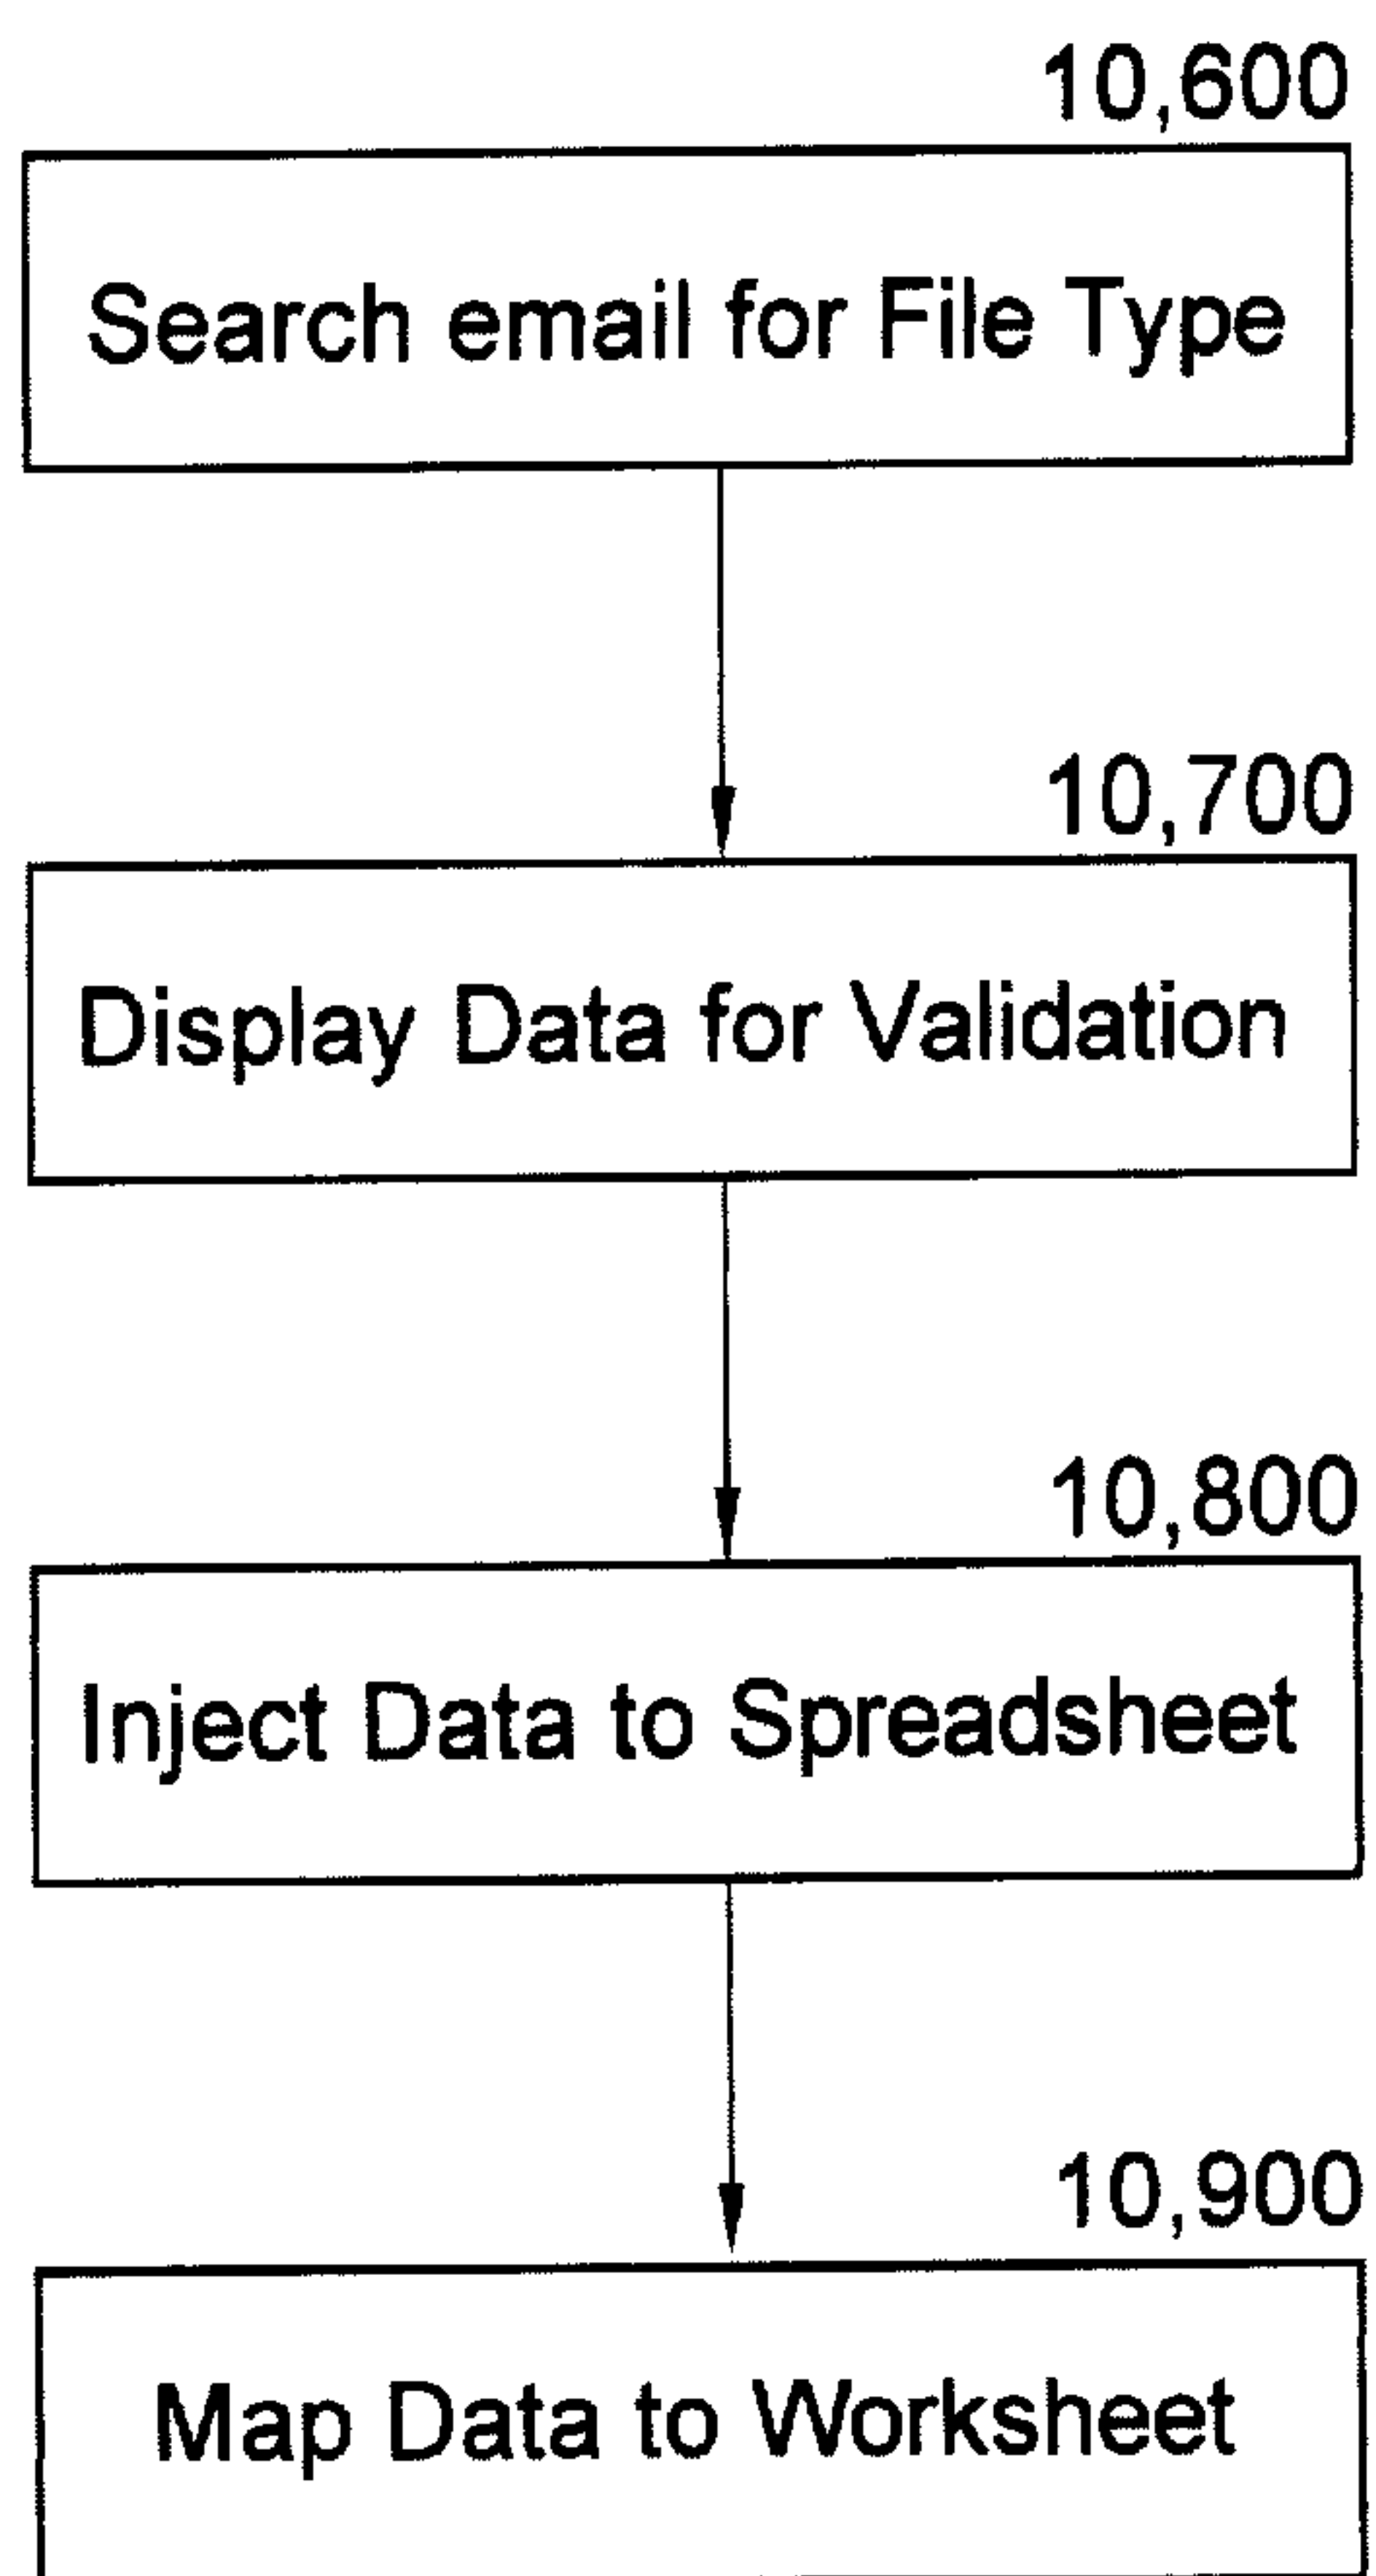 10,600
Search email for File Type
10,700
Display Data for Validation
10,800
Inject Data to Spreadsheet
10,900
Map Data to Worksheet